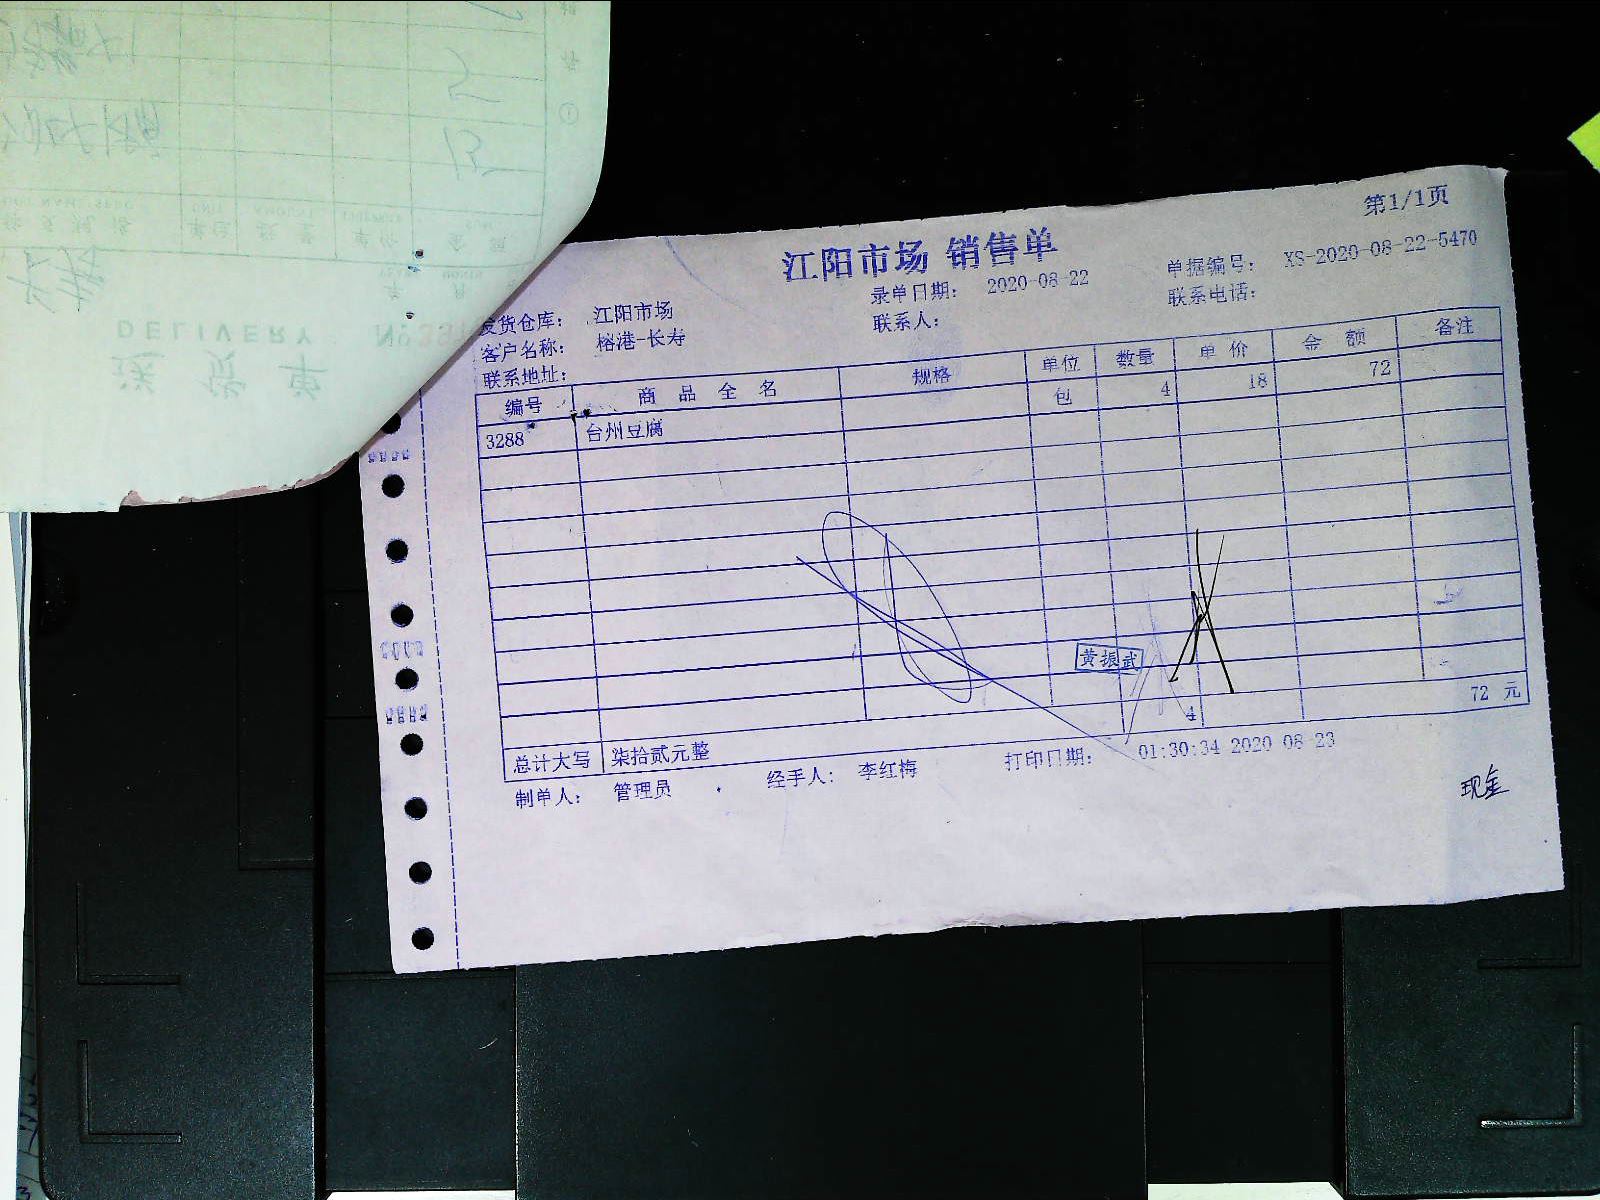 第1/1页
江阳市场 销售单
发货仓库: 江阳市场 录单日期: 2020-08-22 单据编号: XS-2020-08-22-5470
客户名称: 榕港-长寿 联系人: 联系电话:
联系地址:
编号 商品全名 规格 单位 数量 单价 金额 备注
3288 台州豆腐 包 4 18 72
黄振武
4
总计大写 柒拾贰元整 72 元
制单人: 管理员 经手人: 李红梅 打印日期: 01:30:34 2020-08-23
现金
DELIVERY
送货单